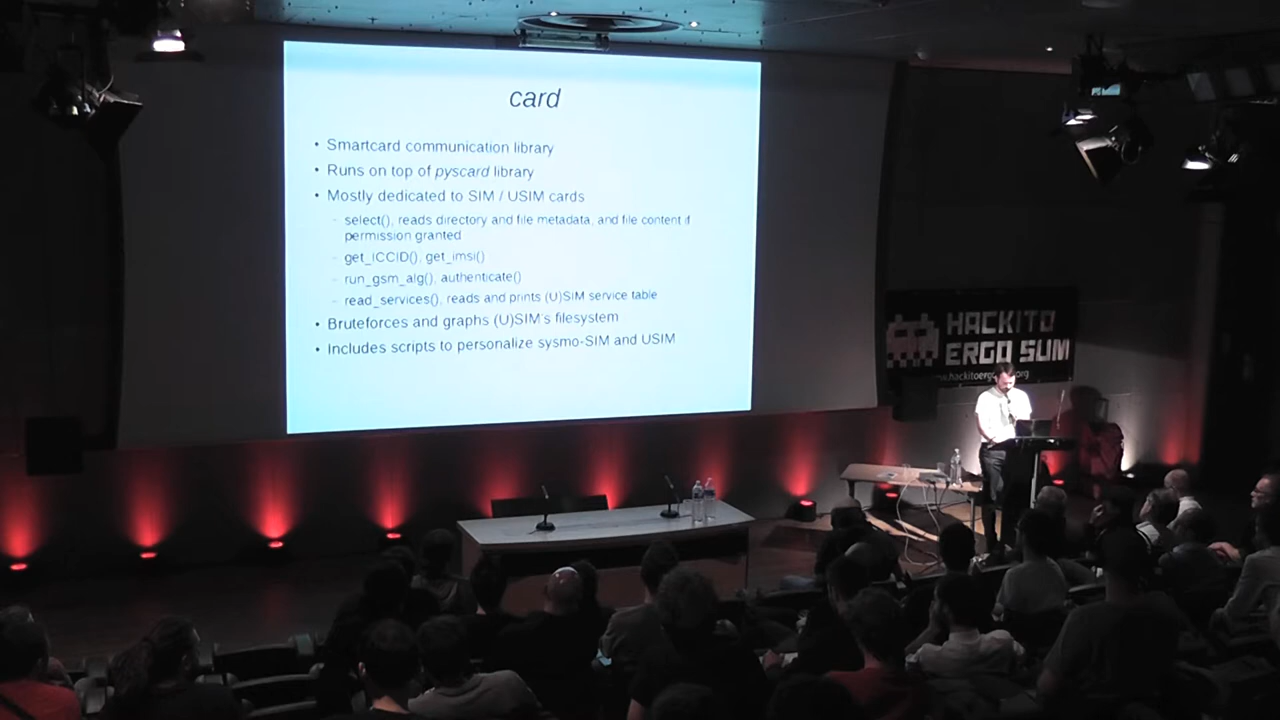 card
• Smartcard communication library
• Runs on top of pyscard library
• Mostly dedicated to SIM / USIM cards
– select(), reads directory and file metadata, and file content if
permission granted
– get_ICCID(), get_imsi()
– run_gsm_alg(), authenticate()
– read_services(), reads and prints (U)SIM service table
• Bruteforces and graphs (U)SIM's filesystem
• Includes scripts to personalize sysmo-SIM and USIM
HACKITO
ERGO SUM